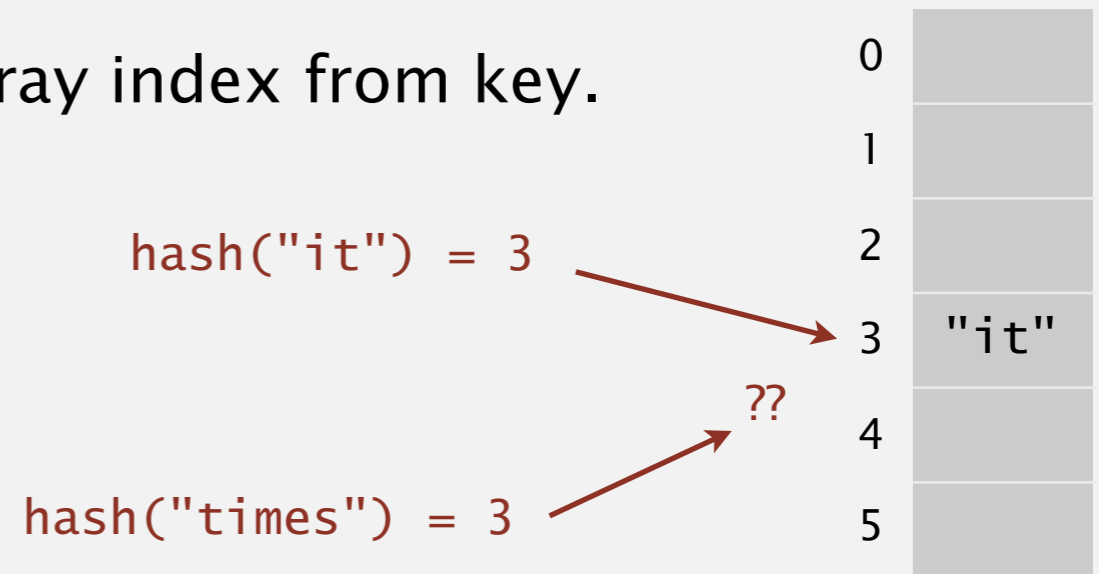 ray index from key.
0
1
hash("it") = 3
2
3 "it"
??
4
hash("times") = 3
5